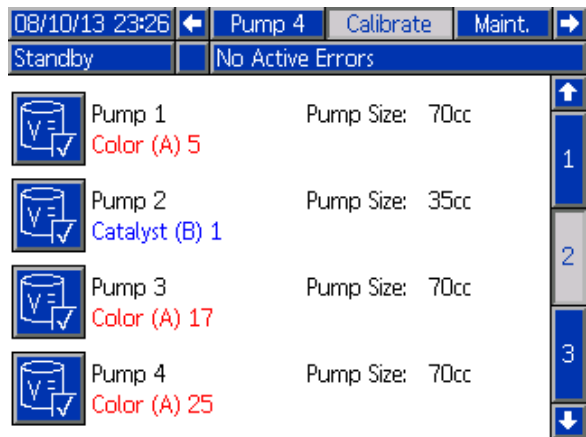 08/10/13 23:26 Pump 4 Calibrate Maint.
Standby No Active Errors
Pump 1 Pump Size: 70cc
Color (A) 5
1
Pump 2 Pump Size: 35cc
Catalyst (B) 1
2
Pump 3 Pump Size: 70cc
Color (A) 17
3
Pump 4 Pump Size: 70cc
Color (A) 25